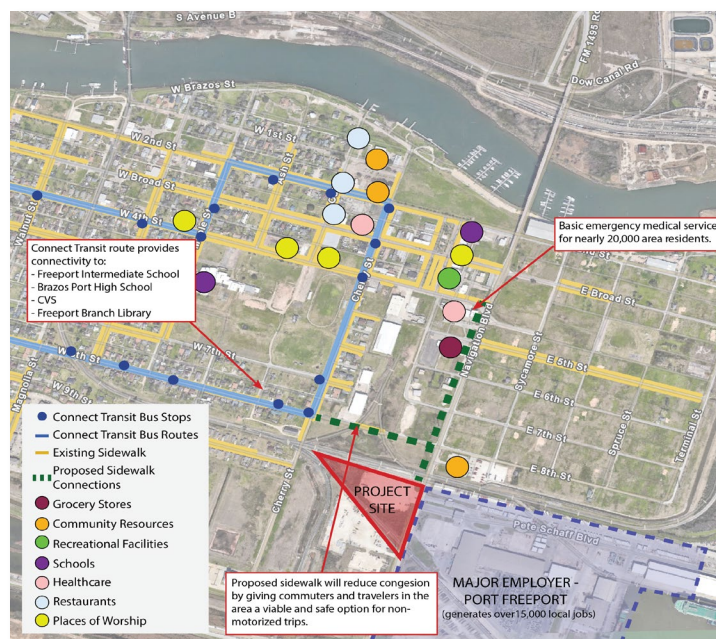 S Avenue B
FM 1495 Rd
Dow Canal Rd
W Brazos St
W 2nd St
W 1st St
Ash St
W Broad St
Walnut St
W 4th St
Cherry St
Basic emergency medical service
for nearly 20,000 area residents.
Connect Transit route provides
connectivity to:
- Freeport Intermediate School
- Brazos Port High School
- CVS
- Freeport Branch Library
E Broad St
Navigation Blvd
Sycamore St
W 7th St
E 5th St
Magnolia St
W 9th St
E 6th St
Spruce St
Terminal St
E 7th St
E 8th St
Cherry St
Connect Transit Bus Stops
Connect Transit Bus Routes
Existing Sidewalk
Proposed Sidewalk
Connections
Grocery Stores
Community Resources
Recreational Facilities
Schools
Healthcare
Restaurants
Places of Worship
PROJECT
SITE
Pete Schaff Blvd
Proposed sidewalk will reduce congesion
by giving commuters and travelers in the
area a viable and safe option for non-
motorized trips.
MAJOR EMPLOYER -
PORT FREEPORT
(generates over15,000 local jobs)